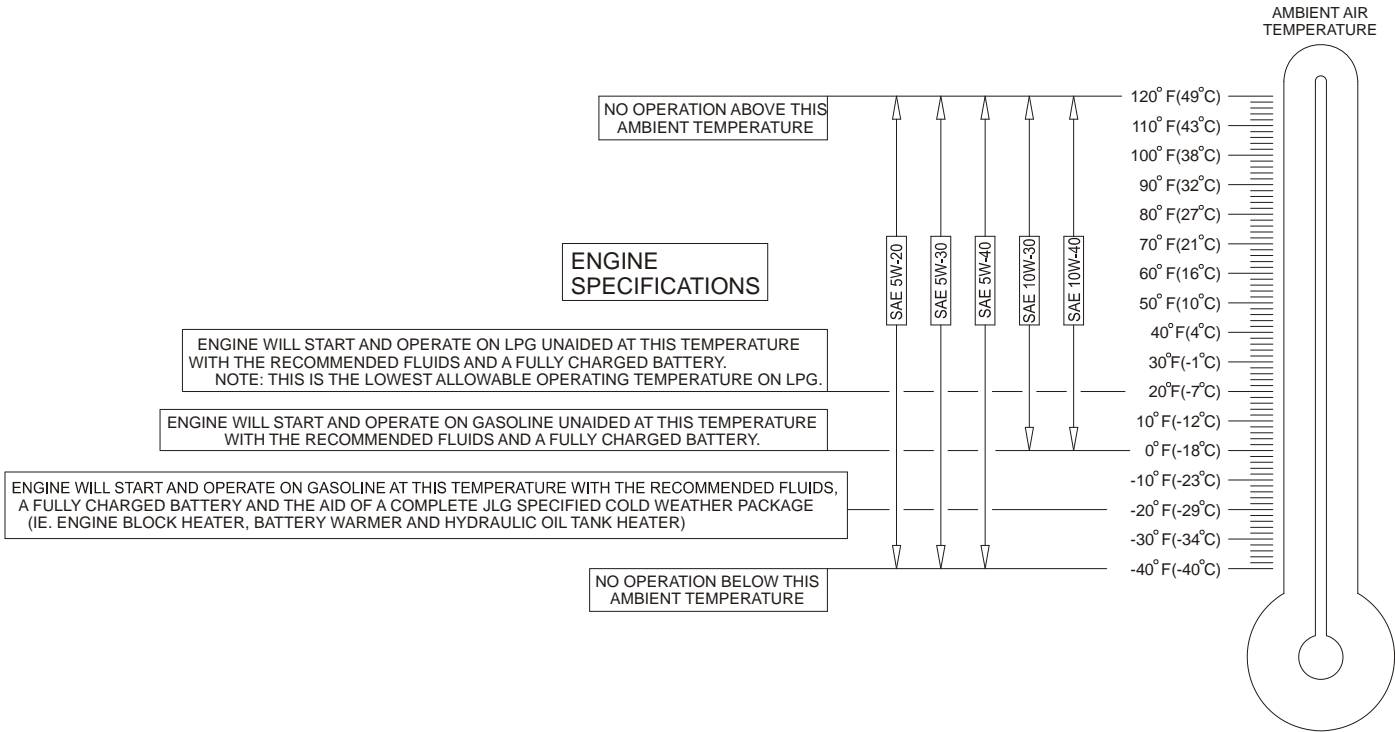 AMBIENT AIR
TEMPERATURE
NO OPERATION ABOVE THIS
AMBIENT TEMPERATURE
120° F(49°C)
110° F(43°C)
100° F(38°C)
90° F(32°C)
80° F(27°C)
70° F(21°C)
60° F(16°C)
50° F(10°C)
40°F(4°C)
30°F(-1°C)
20°F(-7°C)
10°F(-12°C)
0°F(-18°C)
-10°F(-23°C)
-20°F(-29°C)
-30°F(-34°C)
-40°F(-40°C)
SAE 5W-20
SAE 5W-30
SAE 5W-40
SAE 10W-30
SAE 10W-40
ENGINE
SPECIFICATIONS
ENGINE WILL START AND OPERATE ON LPG UNAIDED AT THIS TEMPERATURE
WITH THE RECOMMENDED FLUIDS AND A FULLY CHARGED BATTERY.
NOTE: THIS IS THE LOWEST ALLOWABLE OPERATING TEMPERATURE ON LPG.
ENGINE WILL START AND OPERATE ON GASOLINE UNAIDED AT THIS TEMPERATURE
WITH THE RECOMMENDED FLUIDS AND A FULLY CHARGED BATTERY.
ENGINE WILL START AND OPERATE ON GASOLINE AT THIS TEMPERATURE WITH THE RECOMMENDED FLUIDS,
A FULLY CHARGED BATTERY AND THE AID OF A COMPLETE JLG SPECIFIED COLD WEATHER PACKAGE
(IE. ENGINE BLOCK HEATER, BATTERY WARMER AND HYDRAULIC OIL TANK HEATER)
NO OPERATION BELOW THIS
AMBIENT TEMPERATURE